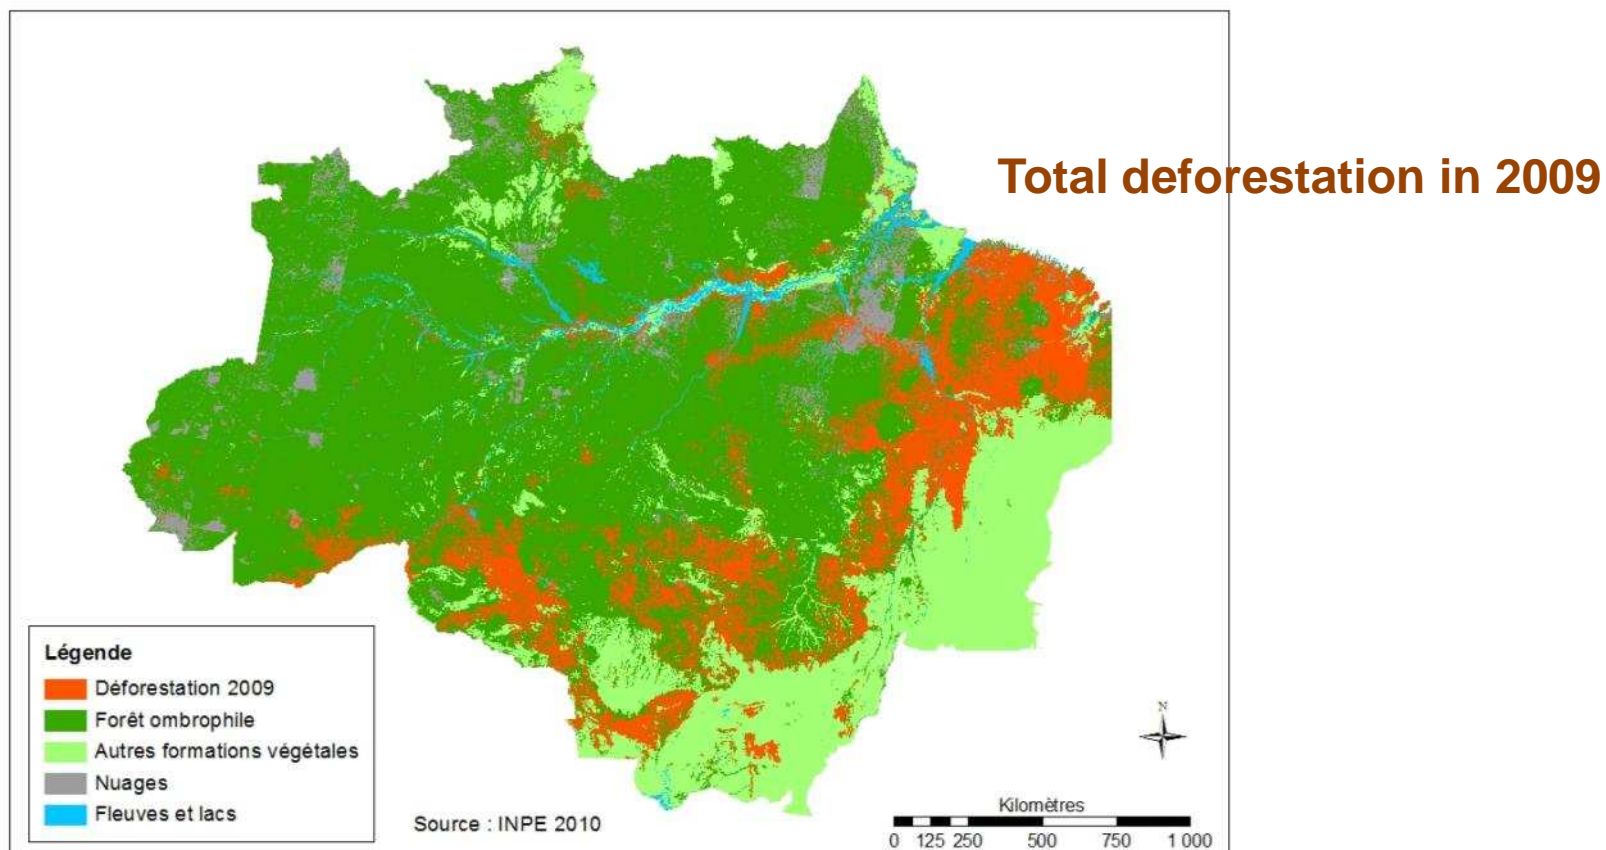 Total deforestation in 2009
Légende
Déforestation 2009
Forêt ombrophile
Autres formations végétales
Nuages
Fleuves et lacs
Source : INPE 2010
N
Kilomètres
0 125 250 500 750 1 000